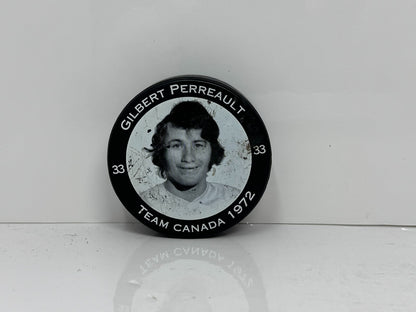 GILBERT PERREAULT
33
33
TEAM CANADA 1972